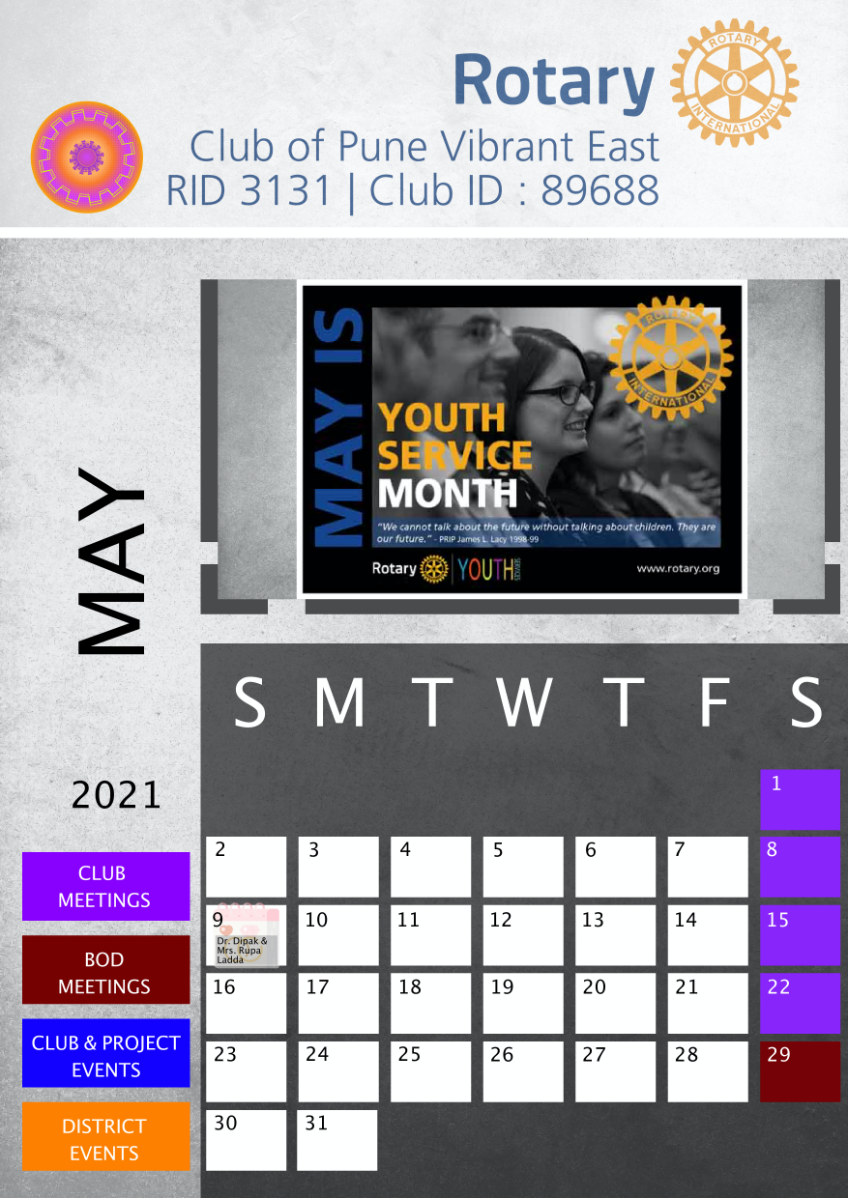 Rotary
ROTARY
INTERNATIONAL
Club of Pune Vibrant East
RID 3131 | Club ID : 89688
MAY IS
ROTARY
INTERNATIONAL
YOUTH
SERVICE
MONTH
"We cannot talk about the future without talking about children. They are
our future." - PRIP James L. Lacy 1998-99
Rotary
YOUTH
SERVICES
www.rotary.org
MAY
2021
S M T W T F S
1
2 3 4 5 6 7 8
9 10 11 12 13 14 15
Dr. Dipak &
Mrs. Rupa
Ladda
16 17 18 19 20 21 22
23 24 25 26 27 28 29
30 31
CLUB
MEETINGS
BOD
MEETINGS
CLUB & PROJECT
EVENTS
DISTRICT
EVENTS